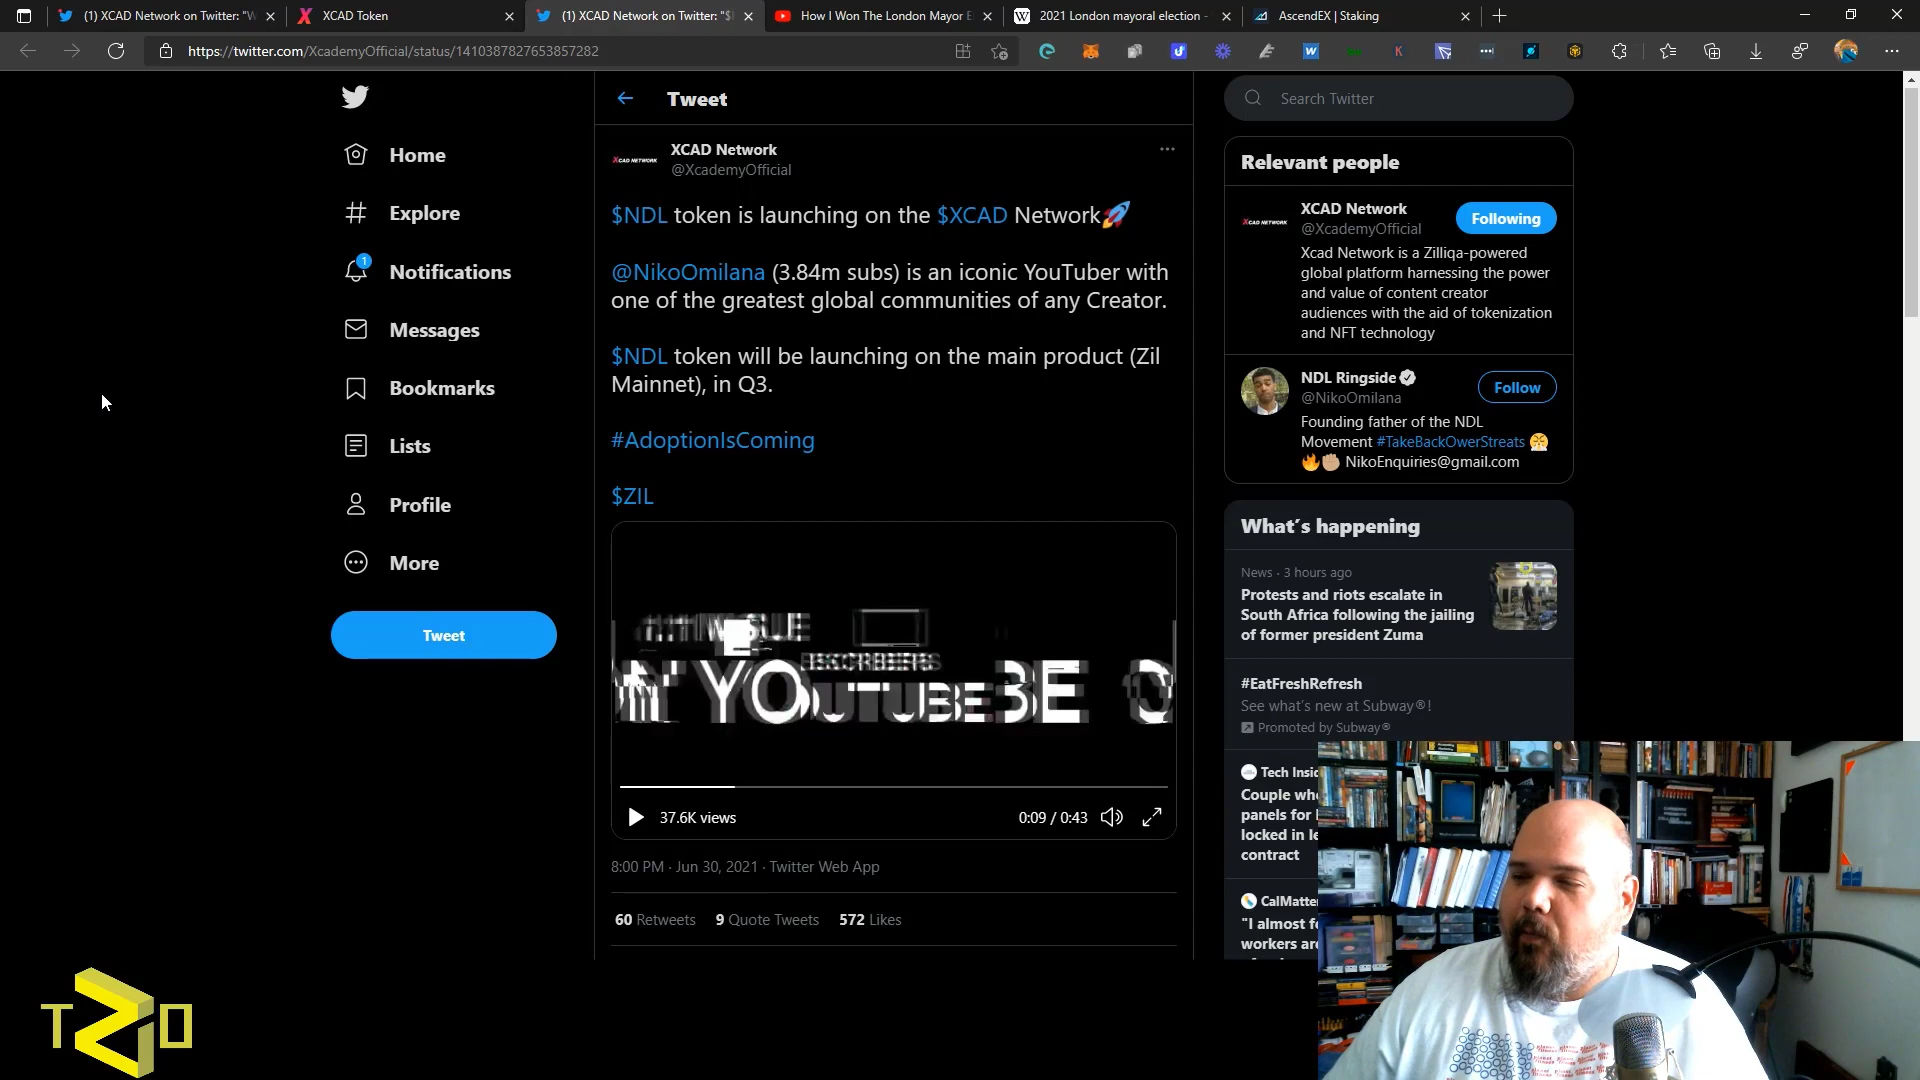 (1) XCAD Network on Twitter: "W
XCAD Token
(1) XCAD Network on Twitter: "$
How I Won The London Mayor E
2021 London mayoral election -
AscendEX | Staking
https://twitter.com/XcademyOfficial/status/1410387827653857282
Home
Explore
1
Notifications
Messages
Bookmarks
Lists
Profile
More
Tweet
Tweet
XCAD NETWORK
XCAD Network
@XcademyOfficial
$NDL token is launching on the $XCAD Network🚀
@NikoOmilana (3.84m subs) is an iconic YouTuber with
one of the greatest global communities of any Creator.
$NDL token will be launching on the main product (Zil
Mainnet), in Q3.
#AdoptionIsComing
$ZIL
YOUTUBE
37.6K views
0:09 / 0:43
8:00 PM · Jun 30, 2021 · Twitter Web App
60 Retweets 9 Quote Tweets 572 Likes
Search Twitter
Relevant people
XCAD NETWORK
XCAD Network
@XcademyOfficial
Following
Xcad Network is a Zilliqa-powered
global platform harnessing the power
and value of content creator
audiences with the aid of tokenization
and NFT technology
NDL Ringside
@NikoOmilana
Follow
Founding father of the NDL
Movement #TakeBackOwerStreats 😤
🔥✊🏽 NikoEnquiries@gmail.com
What's happening
News · 3 hours ago
Protests and riots escalate in
South Africa following the jailing
of former president Zuma
#EatFreshRefresh
See what's new at Subway®!
Promoted by Subway®
Tech Insid
Couple wh
panels for
locked in le
contract
CalMatte
"I almost f
workers ar
TZO